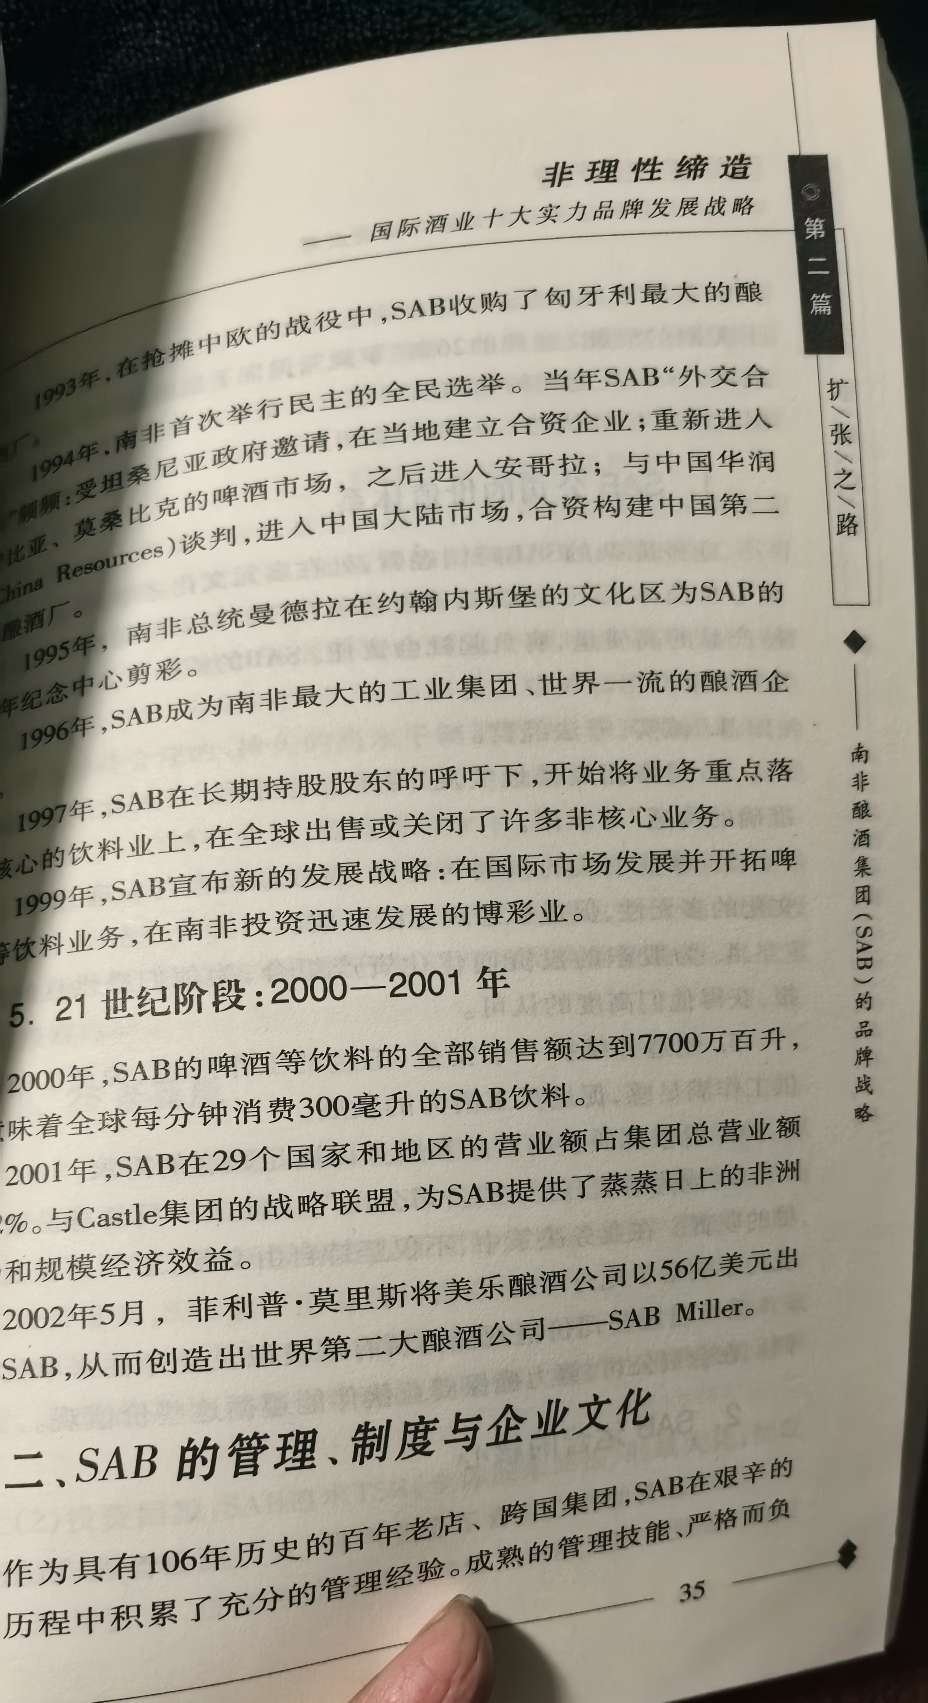 非理性缔造
—— 国际酒业十大实力品牌发展战略
第二篇
扩/张/之/路
南非酿酒集团(SAB)的品牌战略
1993年,在抢摊中欧的战役中,SAB收购了匈牙利最大的酿
酒厂。
1994年,南非首次举行民主的全民选举。当年SAB“外交合
”频频:受坦桑尼亚政府邀请,在当地建立合资企业;重新进入
比亚、莫桑比克的啤酒市场,之后进入安哥拉;与中国华润
China Resources)谈判,进入中国大陆市场,合资构建中国第二
酿酒厂。
1995年,南非总统曼德拉在约翰内斯堡的文化区为SAB的
年纪念中心剪彩。
1996年,SAB成为南非最大的工业集团、世界一流的酿酒企
。
1997年,SAB在长期持股股东的呼吁下,开始将业务重点落
核心的饮料业上,在全球出售或关闭了许多非核心业务。
1999年,SAB宣布新的发展战略:在国际市场发展并开拓啤
等饮料业务,在南非投资迅速发展的博彩业。
5. 21世纪阶段:2000—2001年
2000年,SAB的啤酒等饮料的全部销售额达到7700万百升,
味着全球每分钟消费300毫升的SAB饮料。
2001年,SAB在29个国家和地区的营业额占集团总营业额
2%。与Castle集团的战略联盟,为SAB提供了蒸蒸日上的非洲
和规模经济效益。
2002年5月,菲利普·莫里斯将美乐酿酒公司以56亿美元出
SAB,从而创造出世界第二大酿酒公司——SAB Miller。
二、SAB的管理、制度与企业文化
作为具有106年历史的百年老店、跨国集团,SAB在艰辛的
历程中积累了充分的管理经验。成熟的管理技能、严格而负
35